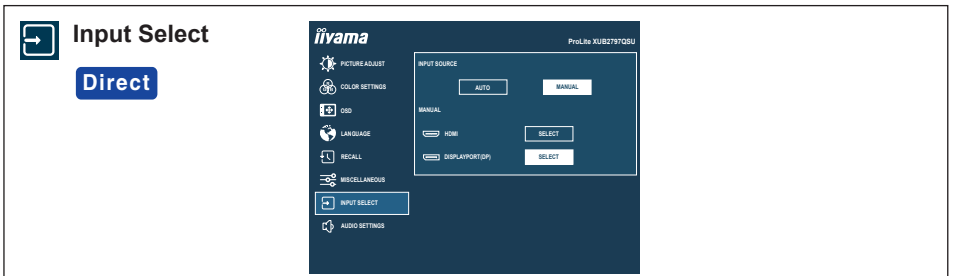 Input Select
Direct
iiyama
ProLite XUB2797QSU
PICTURE ADJUST
COLOR SETTINGS
OSD
LANGUAGE
RECALL
MISCELLANEOUS
INPUT SELECT
AUDIO SETTINGS
INPUT SOURCE
AUTO MANUAL
MANUAL
HDMI SELECT
DISPLAYPORT(DP) SELECT